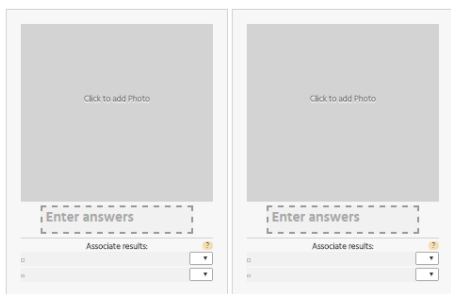 Click to add Photo
Click to add Photo
Enter answers
Enter answers
Associate results: ?
Associate results: ?